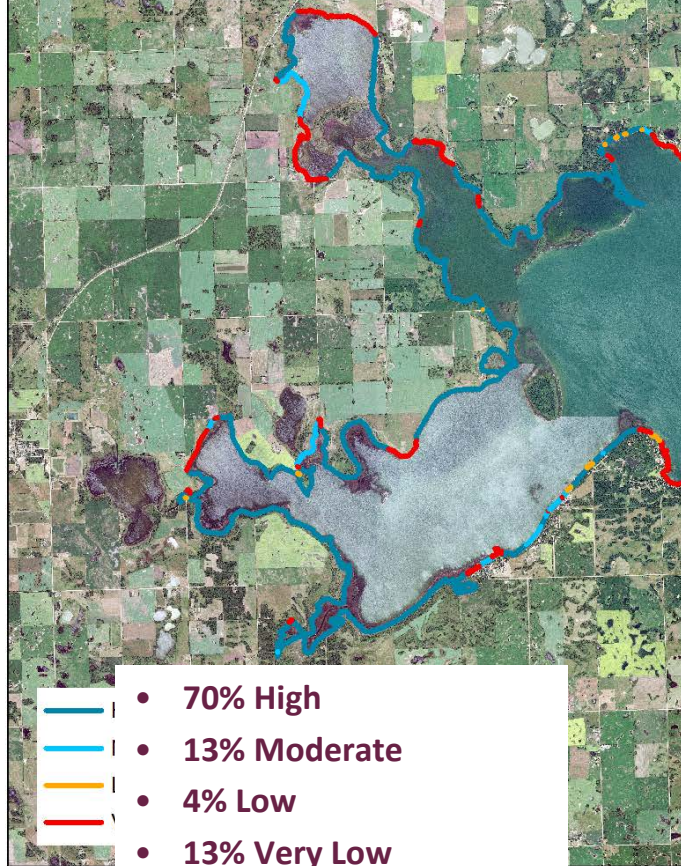 • 70% High
• 13% Moderate
• 4% Low
• 13% Very Low